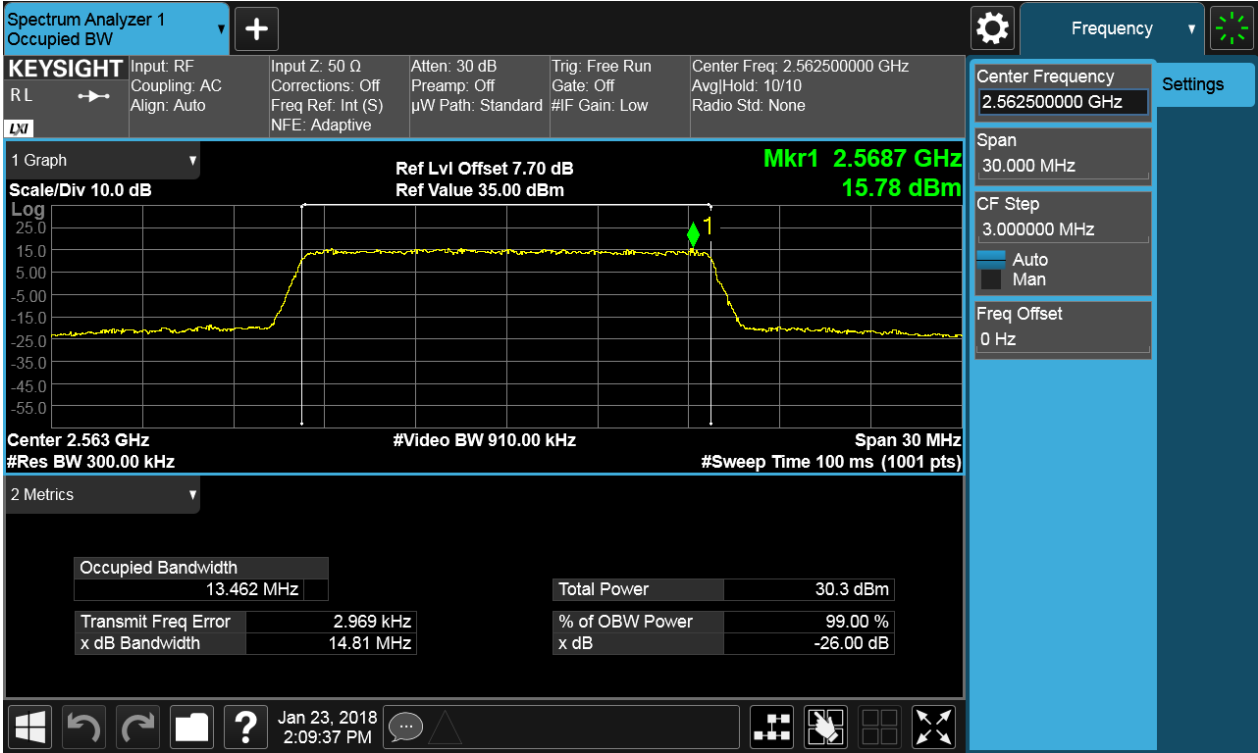 Spectrum Analyzer 1
Occupied BW
+
Frequency
KEYSIGHT
R L
LXI
Input: RF
Coupling: AC
Align: Auto
Input Z: 50 Ω
Corrections: Off
Freq Ref: Int (S)
NFE: Adaptive
Atten: 30 dB
Preamp: Off
µW Path: Standard
Trig: Free Run
Gate: Off
#IF Gain: Low
Center Freq: 2.562500000 GHz
Avg|Hold: 10/10
Radio Std: None
Center Frequency
2.562500000 GHz
Settings
Span
30.000 MHz
CF Step
3.000000 MHz
Auto
Man
Freq Offset
0 Hz
1 Graph
Scale/Div 10.0 dB
Ref Lvl Offset 7.70 dB
Ref Value 35.00 dBm
Mkr1 2.5687 GHz
15.78 dBm
Log
25.0
15.0
5.00
-5.00
-15.0
-25.0
-35.0
-45.0
-55.0
1
Center 2.563 GHz
#Video BW 910.00 kHz
Span 30 MHz
#Res BW 300.00 kHz
#Sweep Time 100 ms (1001 pts)
2 Metrics
Occupied Bandwidth
13.462 MHz
Total Power 30.3 dBm
Transmit Freq Error 2.969 kHz
% of OBW Power 99.00 %
x dB Bandwidth 14.81 MHz
x dB -26.00 dB
?
Jan 23, 2018
2:09:37 PM